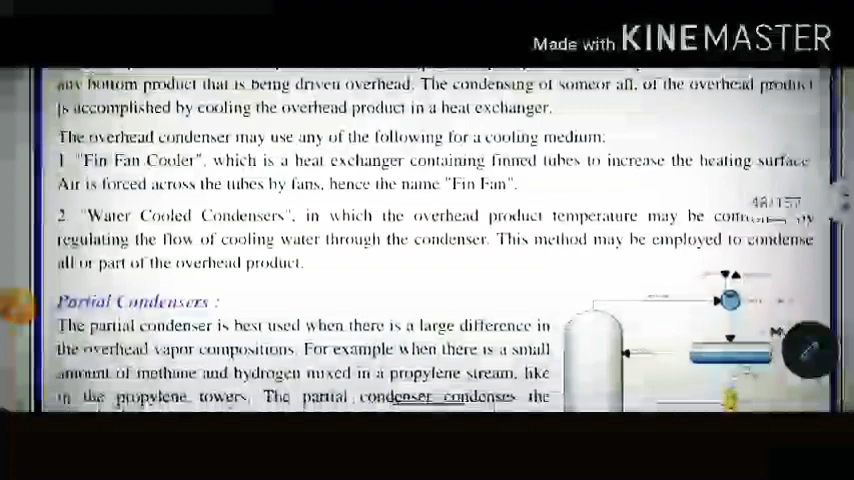 Made with KINEMASTER
any bottom product that is being driven overhead. The condensing of someor all, of the overhead product
is accomplished by cooling the overhead product in a heat exchanger.
The overhead condenser may use any of the following for a cooling medium:
1 "Fin Fan Cooler", which is a heat exchanger containing finned tubes to increase the heating surface
Air is forced across the tubes by fans, hence the name "Fin Fan".
48/157
2 "Water Cooled Condensers", in which the overhead product temperature may be
regulating the flow of cooling water through the condenser. This method may be employed to condense
all or part of the overhead product.
Partial Condensers :
The partial condenser is best used when there is a large difference in
the overhead vapor compositions. For example when there is a small
amount of methane and hydrogen mixed in a propylene stream, like
in the propylene towers. The partial condenser condenses the